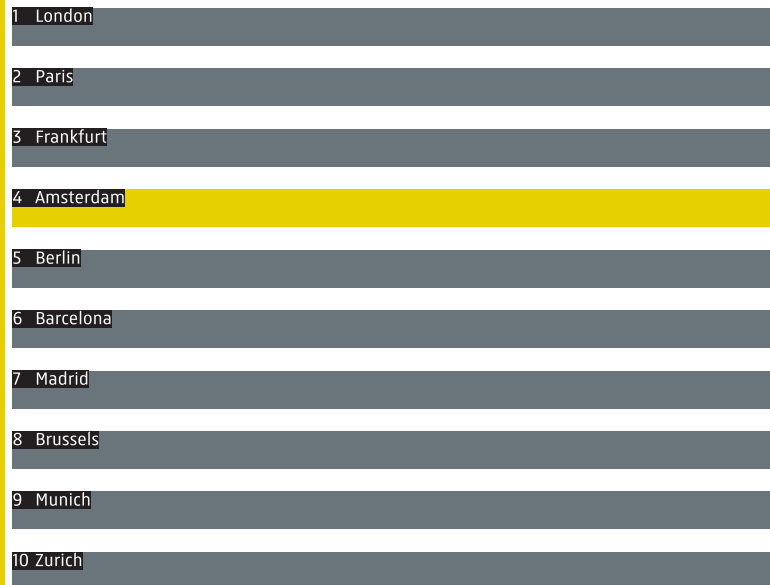 1 London
2 Paris
3 Frankfurt
4 Amsterdam
5 Berlin
6 Barcelona
7 Madrid
8 Brussels
9 Munich
10 Zurich